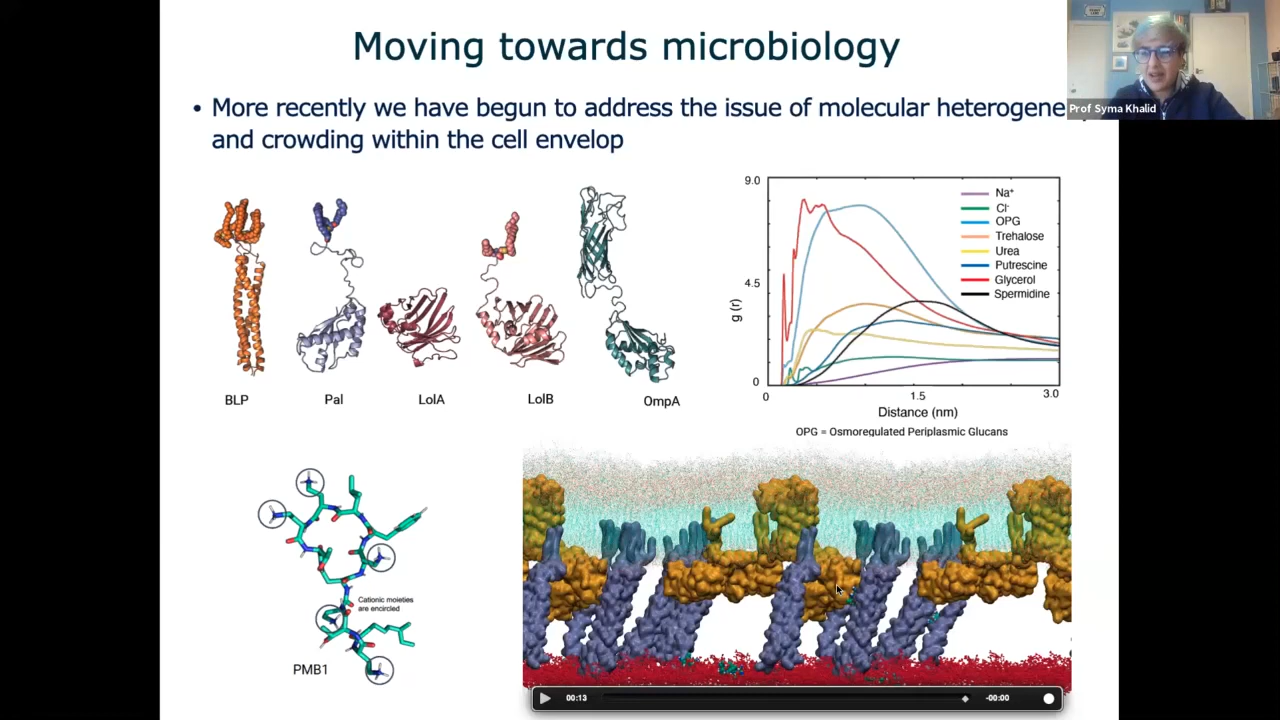 Moving towards microbiology
Prof Syma Khalid
• More recently we have begun to address the issue of molecular
and crowding within the cell envelop
BLP
Pal
LolA
LolB
OmpA
9.0
4.5
0
g (r)
Na⁺
Cl⁻
OPG
Trehalose
Urea
Putrescine
Glycerol
Spermidine
0
1.5
3.0
Distance (nm)
OPG = Osmoregulated Periplasmic Glucans
Cationic moieties
are encircled
PMB1
00:13
-00:00